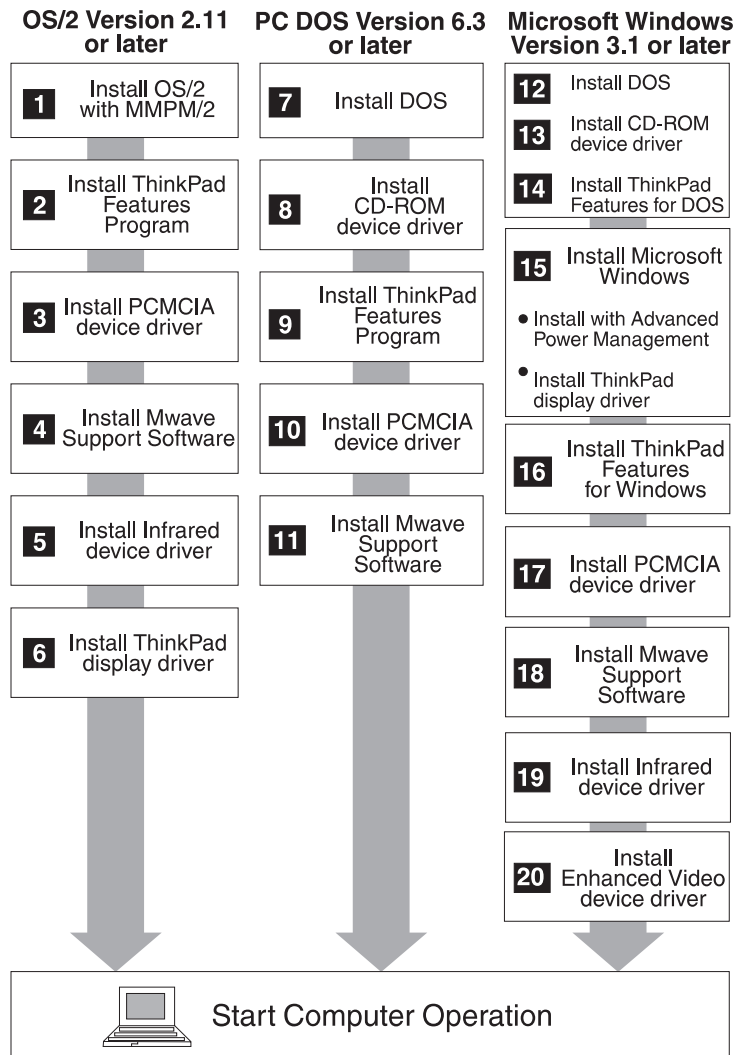 OS/2 Version 2.11
or later
1
Install OS/2
with MMPM/2
2
Install ThinkPad
Features
Program
3
Install PCMCIA
device driver
4
Install Mwave
Support Software
5
Install Infrared
device driver
6
Install ThinkPad
display driver
PC DOS Version 6.3
or later
7
Install DOS
8
Install
CD-ROM
device driver
9
Install ThinkPad
Features
Program
10
Install PCMCIA
device driver
11
Install Mwave
Support
Software
Microsoft Windows
Version 3.1 or later
12
Install DOS
13
Install CD-ROM
device driver
14
Install ThinkPad
Features for DOS
15
Install Microsoft
Windows
• Install with Advanced
Power Management
• Install ThinkPad
display driver
16
Install ThinkPad
Features
for Windows
17
Install PCMCIA
device driver
18
Install Mwave
Support
Software
19
Install Infrared
device driver
20
Install
Enhanced Video
device driver
Start Computer Operation